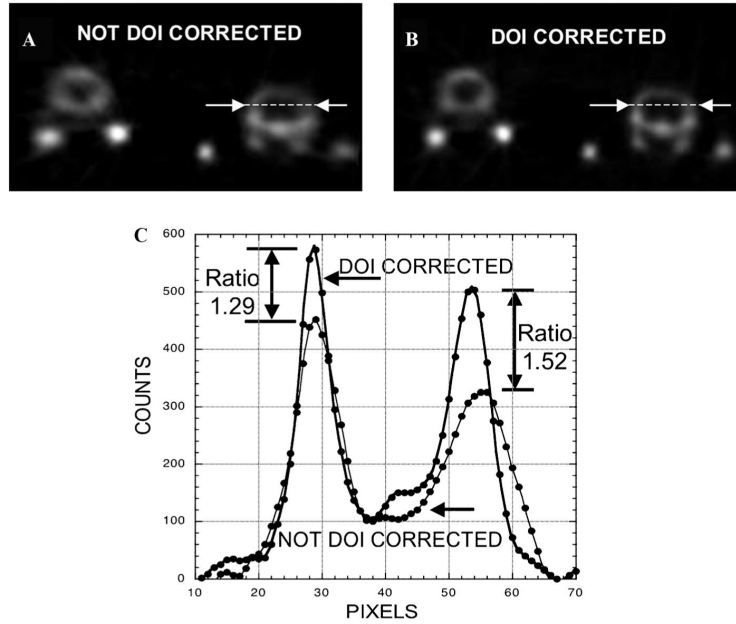 A
NOT DOI CORRECTED
B
DOI CORRECTED
C
600
500
400
300
200
100
0
COUNTS
Ratio
1.29
DOI CORRECTED
Ratio
1.52
NOT DOI CORRECTED
10 20 30 40 50 60 70
PIXELS